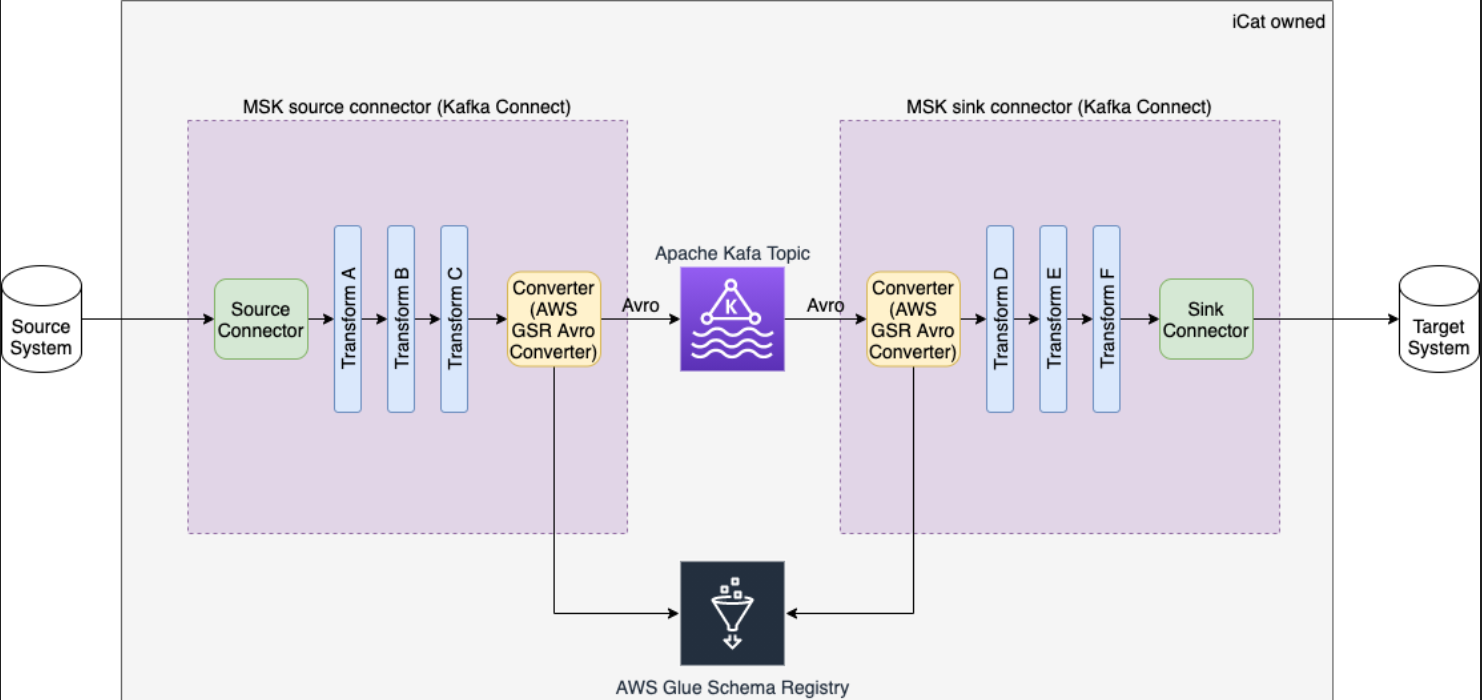 iCat owned
MSK source connector (Kafka Connect)
MSK sink connector (Kafka Connect)
Source
System
Source
Connector
Transform A
Transform B
Transform C
Converter
(AWS
GSR Avro
Converter)
Avro
Apache Kafa Topic
K
Avro
Converter
(AWS
GSR Avro
Converter)
Transform D
Transform E
Transform F
Sink
Connector
Target
System
AWS Glue Schema Registry